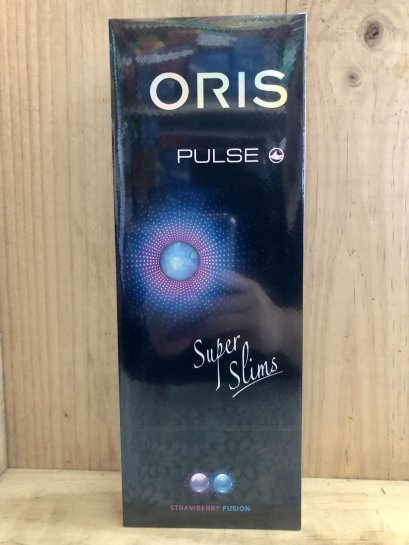 ORIS
PULSE
Super
Slims
STRAWBERRY FUSION